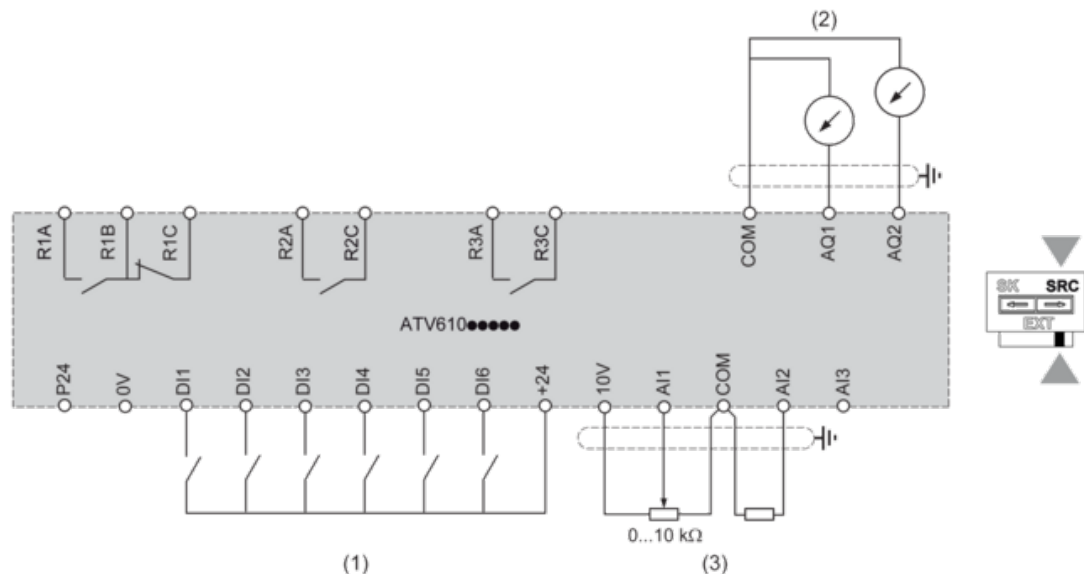 (2)
R1A R1B R1C R2A R2C R3A R3C COM AQ1 AQ2
SK SRC
EXT
ATV610●●●●●
P24 0V DI1 DI2 DI3 DI4 DI5 DI6 +24 10V AI1 COM AI2 AI3
0...10 kΩ
(1) (3)